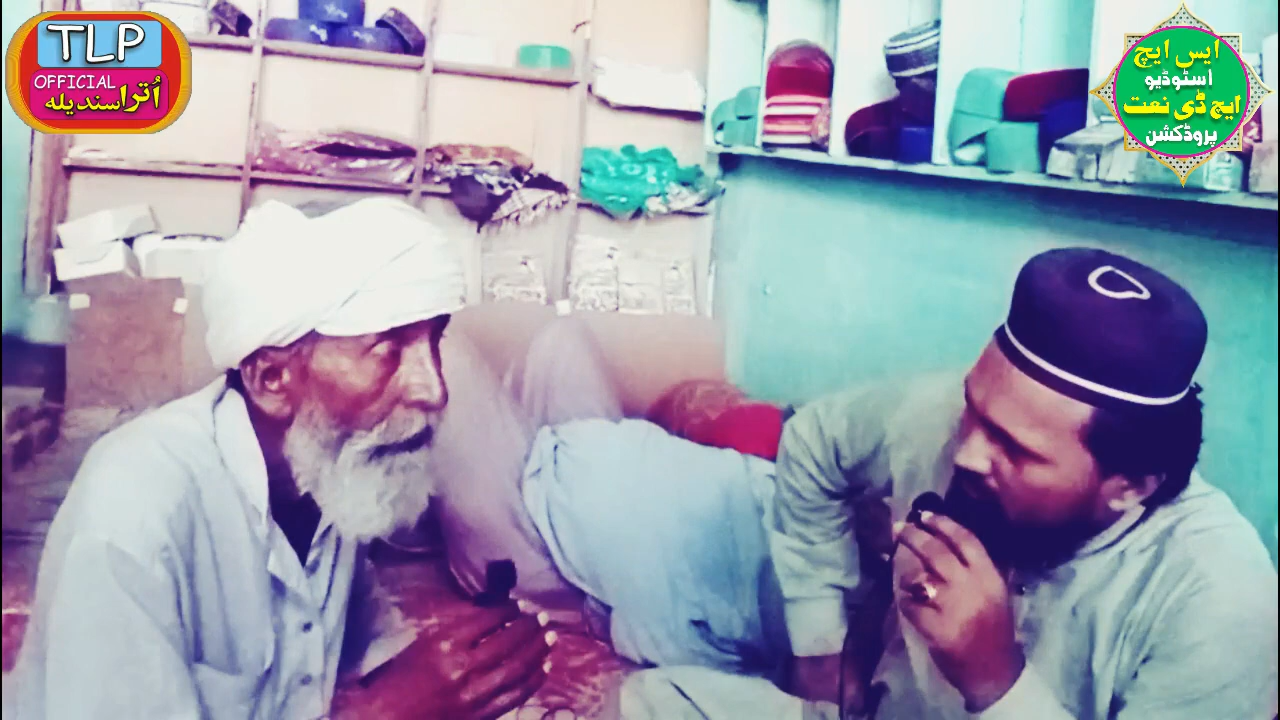 TLP
OFFICIAL
اُتراسندیلہ
ایس ایچ
اسٹوڈیو
ایچ ڈی نعت
پروڈکشن